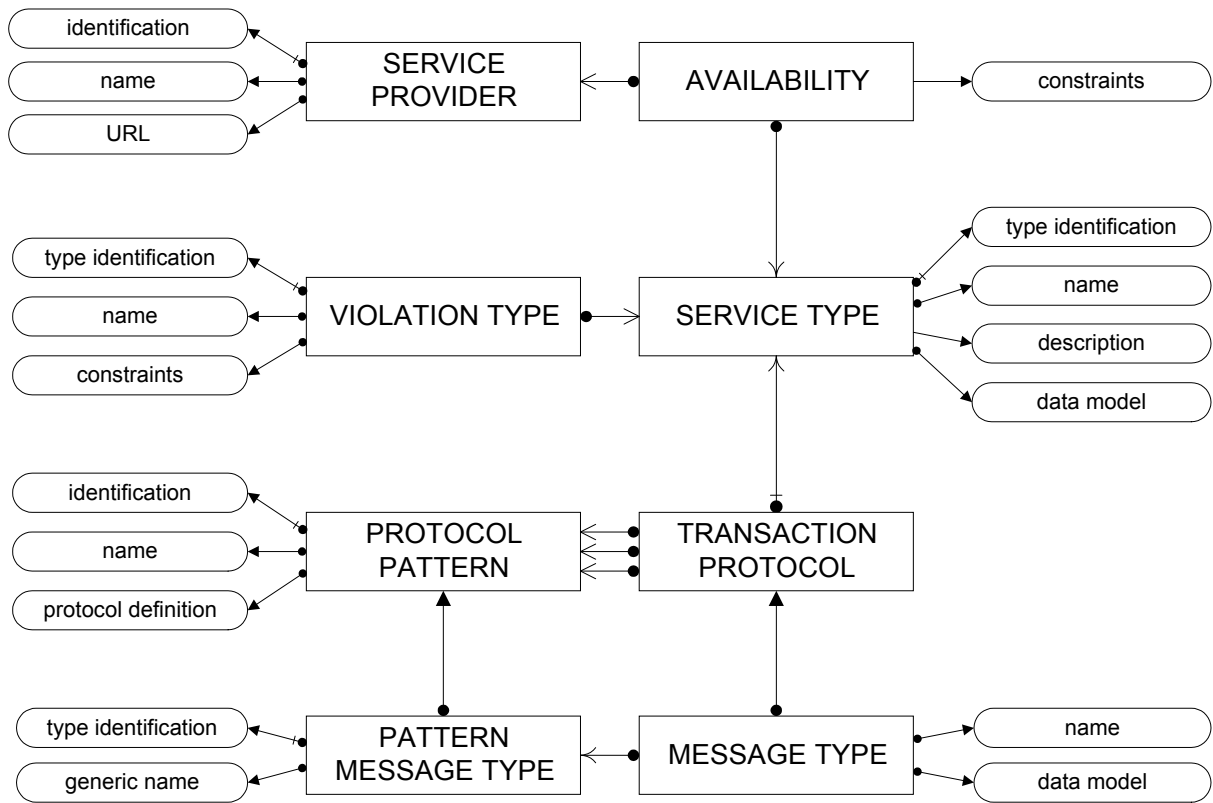 identification
name
URL
SERVICE
PROVIDER
AVAILABILITY
constraints
type identification
name
constraints
VIOLATION TYPE
SERVICE TYPE
type identification
name
description
data model
identification
name
protocol definition
PROTOCOL
PATTERN
TRANSACTION
PROTOCOL
type identification
generic name
PATTERN
MESSAGE TYPE
MESSAGE TYPE
name
data model